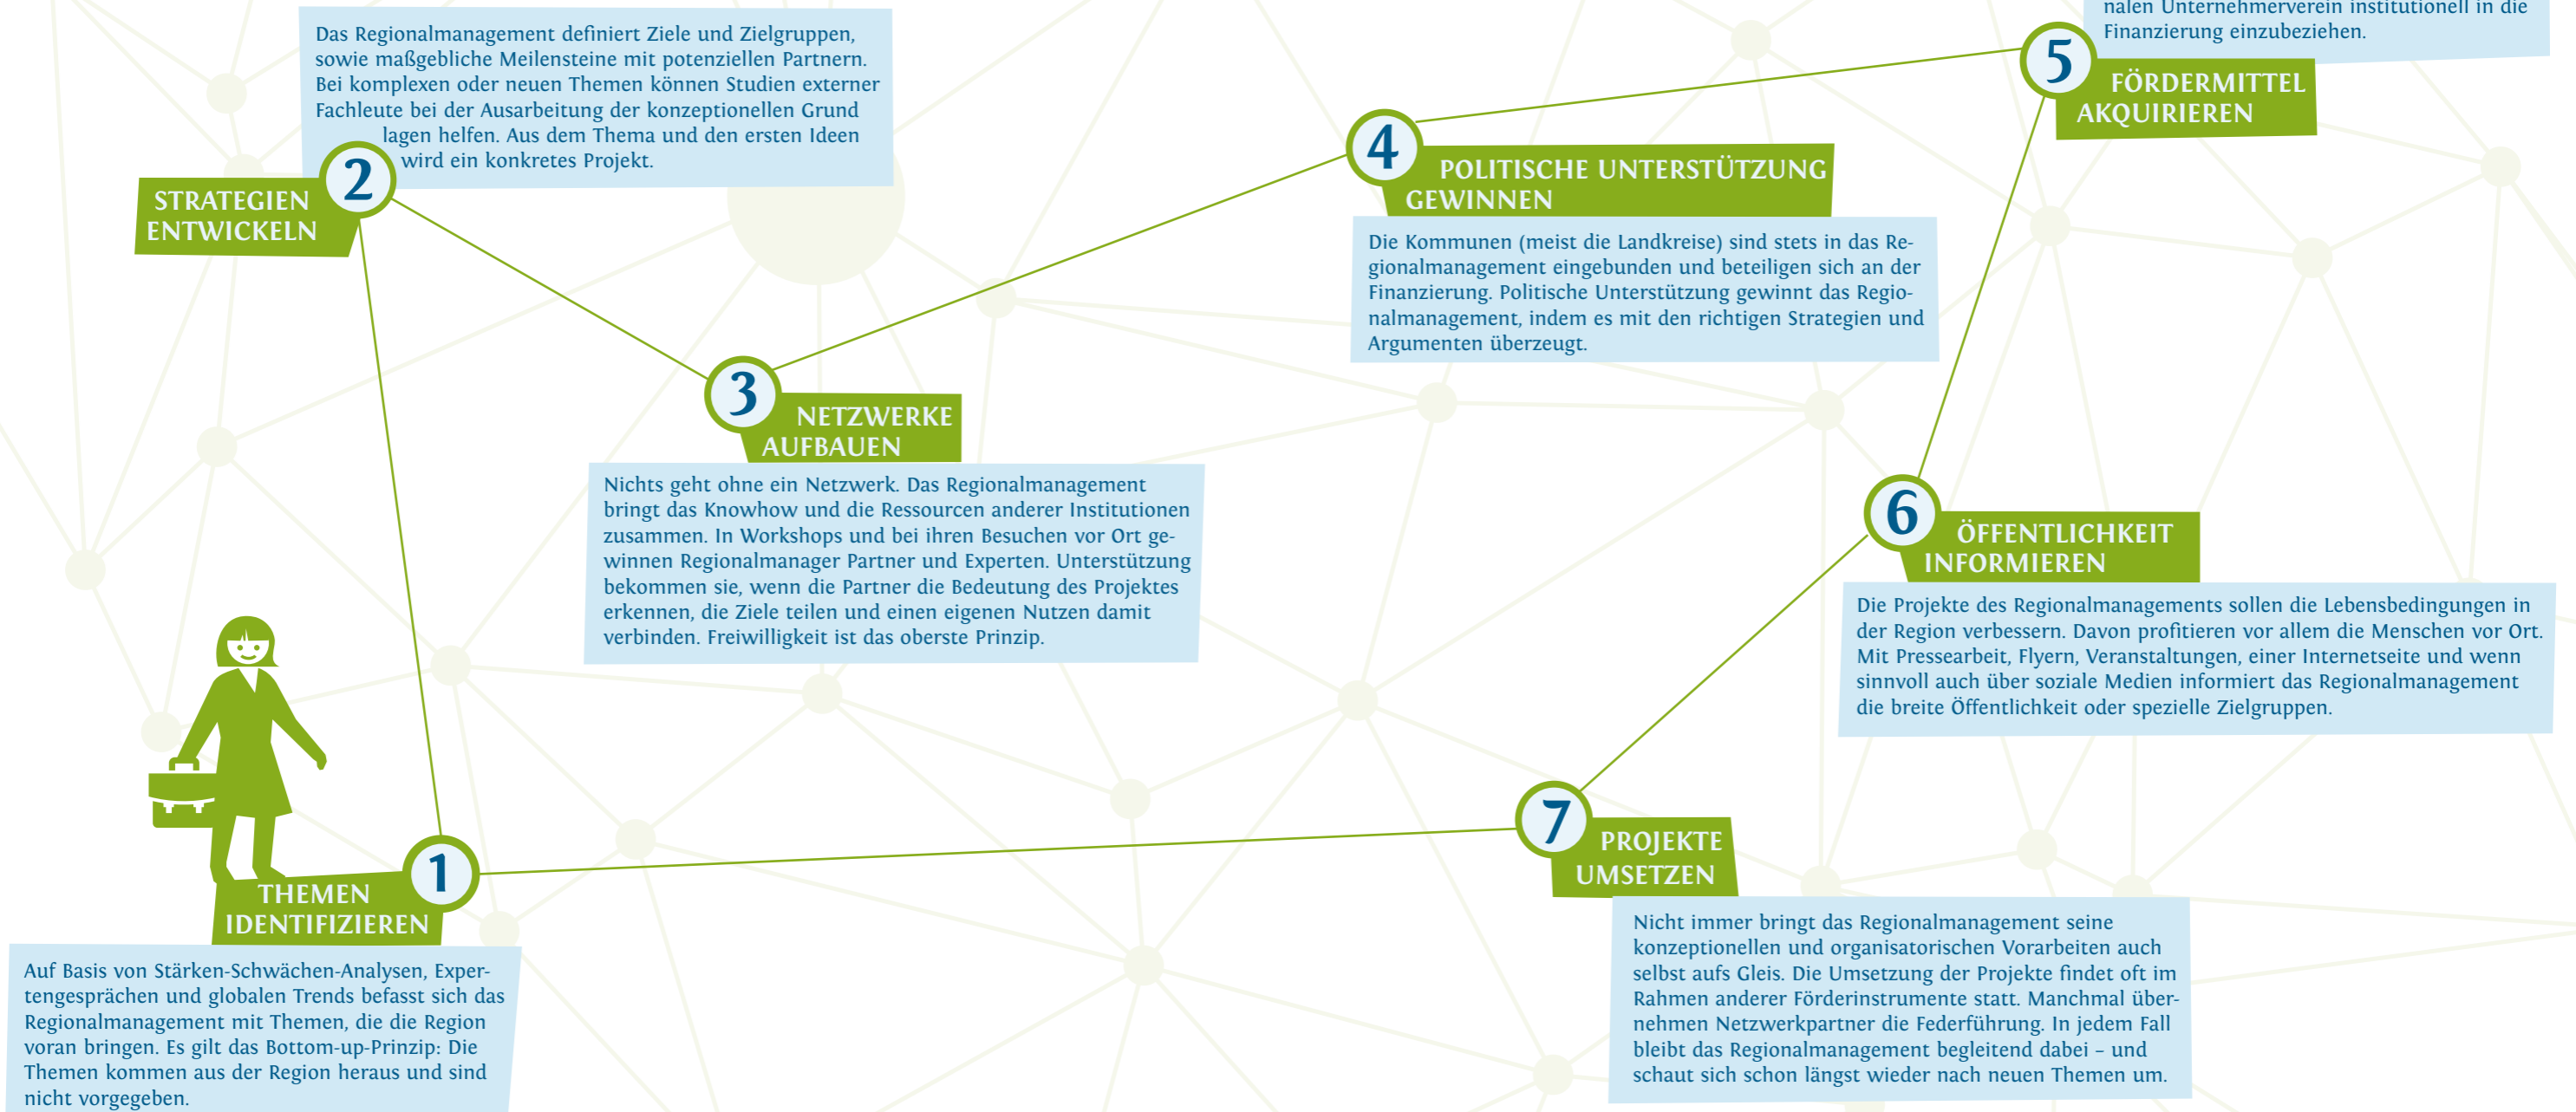 1
THEMEN
IDENTIFIZIEREN
Auf Basis von Stärken-Schwächen-Analysen, Exper-
tengesprächen und globalen Trends befasst sich das
Regionalmanagement mit Themen, die die Region
voran bringen. Es gilt das Bottom-up-Prinzip: Die
Themen kommen aus der Region heraus und sind
nicht vorgegeben.
2
STRATEGIEN
ENTWICKELN
Das Regionalmanagement definiert Ziele und Zielgruppen,
sowie maßgebliche Meilensteine mit potenziellen Partnern.
Bei komplexen oder neuen Themen können Studien externer
Fachleute bei der Ausarbeitung der konzeptionellen Grund
lagen helfen. Aus dem Thema und den ersten Ideen
wird ein konkretes Projekt.
3
NETZWERKE
AUFBAUEN
Nichts geht ohne ein Netzwerk. Das Regionalmanagement
bringt das Knowhow und die Ressourcen anderer Institutionen
zusammen. In Workshops und bei ihren Besuchen vor Ort ge-
winnen Regionalmanager Partner und Experten. Unterstützung
bekommen sie, wenn die Partner die Bedeutung des Projektes
erkennen, die Ziele teilen und einen eigenen Nutzen damit
verbinden. Freiwilligkeit ist das oberste Prinzip.
4
POLITISCHE UNTERSTÜTZUNG
GEWINNEN
Die Kommunen (meist die Landkreise) sind stets in das Re-
gionalmanagement eingebunden und beteiligen sich an der
Finanzierung. Politische Unterstützung gewinnt das Regio-
nalmanagement, indem es mit den richtigen Strategien und
Argumenten überzeugt.
nalen Unternehmerverein institutionell in die
Finanzierung einzubeziehen.
5
FÖRDERMITTEL
AKQUIRIEREN
6
ÖFFENTLICHKEIT
INFORMIEREN
Die Projekte des Regionalmanagements sollen die Lebensbedingungen in
der Region verbessern. Davon profitieren vor allem die Menschen vor Ort.
Mit Pressearbeit, Flyern, Veranstaltungen, einer Internetseite und wenn
sinnvoll auch über soziale Medien informiert das Regionalmanagement
die breite Öffentlichkeit oder spezielle Zielgruppen.
7
PROJEKTE
UMSETZEN
Nicht immer bringt das Regionalmanagement seine
konzeptionellen und organisatorischen Vorarbeiten auch
selbst aufs Gleis. Die Umsetzung der Projekte findet oft im
Rahmen anderer Förderinstrumente statt. Manchmal über-
nehmen Netzwerkpartner die Federführung. In jedem Fall
bleibt das Regionalmanagement begleitend dabei – und
schaut sich schon längst wieder nach neuen Themen um.